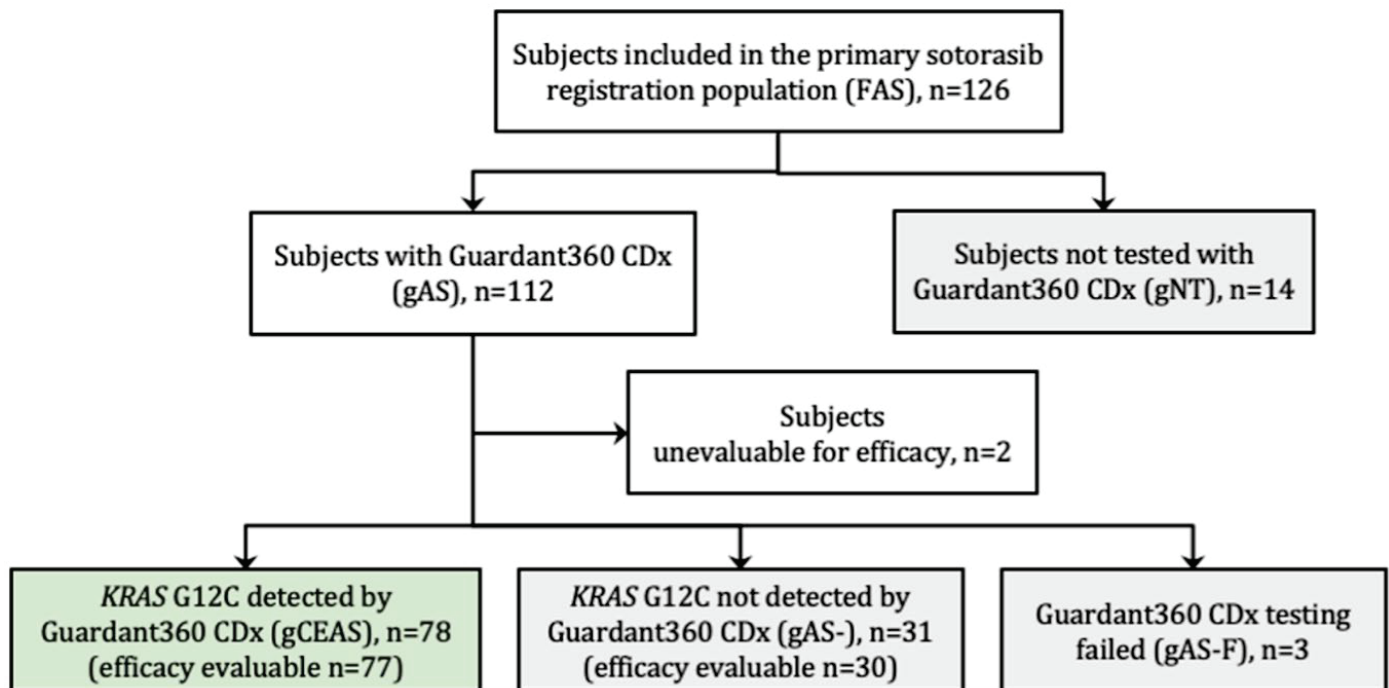 Subjects included in the primary sotorasib
registration population (FAS), n=126
Subjects with Guardant360 CDx
(gAS), n=112
Subjects not tested with
Guardant360 CDx (gNT), n=14
Subjects
unevaluable for efficacy, n=2
KRAS G12C detected by
Guardant360 CDx (gCEAS), n=78
(efficacy evaluable n=77)
KRAS G12C not detected by
Guardant360 CDx (gAS-), n=31
(efficacy evaluable n=30)
Guardant360 CDx testing
failed (gAS-F), n=3